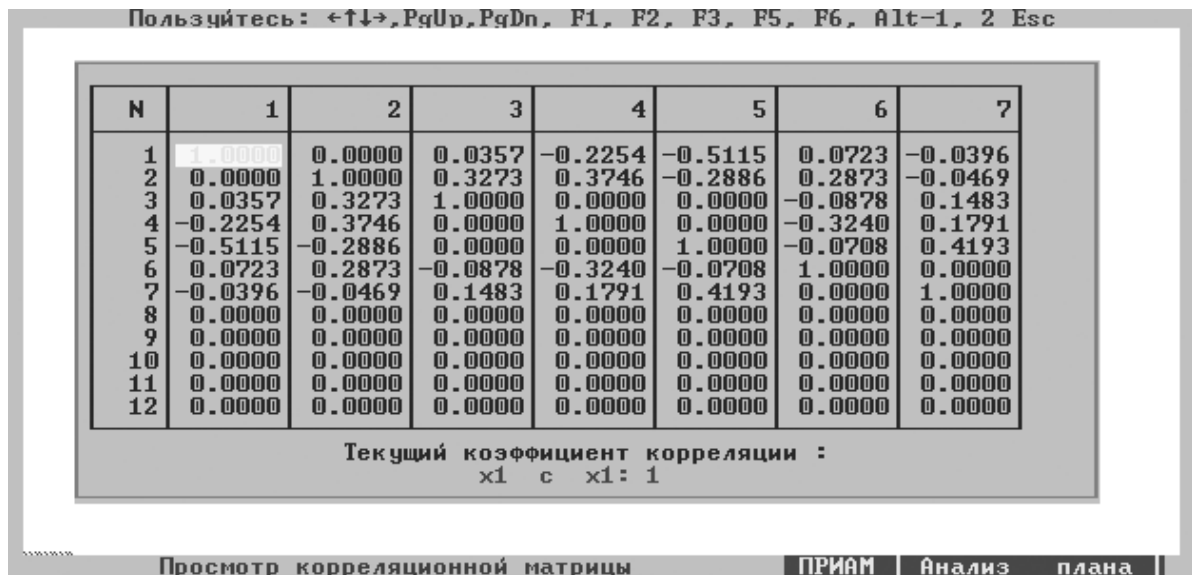 Пользуйтесь: ←↑↓→,PgUp,PgDn, F1, F2, F3, F5, F6, Alt-1, 2 Esc
N 1 2 3 4 5 6 7
1 1.0000 0.0000 0.0357 -0.2254 -0.5115 0.0723 -0.0396
2 0.0000 1.0000 0.3273 0.3746 -0.2886 0.2873 -0.0469
3 0.0357 0.3273 1.0000 0.0000 0.0000 -0.0878 0.1483
4 -0.2254 0.3746 0.0000 1.0000 0.0000 -0.3240 0.1791
5 -0.5115 -0.2886 0.0000 0.0000 1.0000 -0.0708 0.4193
6 0.0723 0.2873 -0.0878 -0.3240 -0.0708 1.0000 0.0000
7 -0.0396 -0.0469 0.1483 0.1791 0.4193 0.0000 1.0000
8 0.0000 0.0000 0.0000 0.0000 0.0000 0.0000 0.0000
9 0.0000 0.0000 0.0000 0.0000 0.0000 0.0000 0.0000
10 0.0000 0.0000 0.0000 0.0000 0.0000 0.0000 0.0000
11 0.0000 0.0000 0.0000 0.0000 0.0000 0.0000 0.0000
12 0.0000 0.0000 0.0000 0.0000 0.0000 0.0000 0.0000
Текущий коэффициент корреляции :
x1 с x1: 1
Просмотр корреляционной матрицы ПРИАМ | Анализ плана